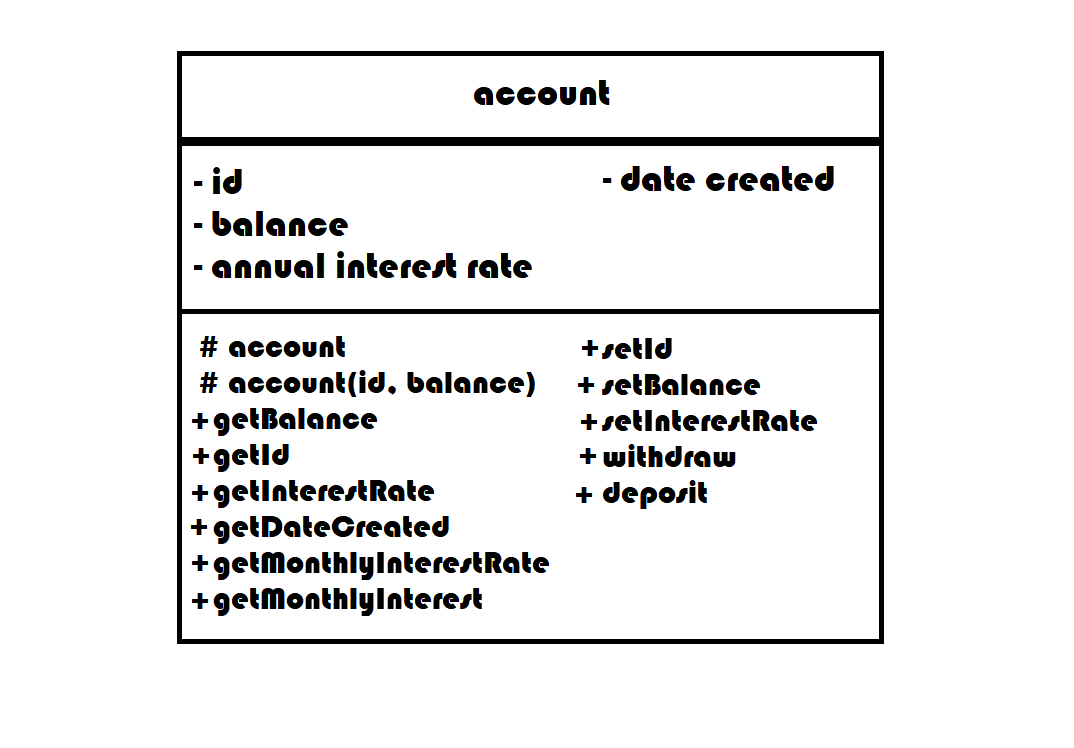 account
- id
- balance
- annual interest rate
- date created
# account
# account(id, balance)
+ getBalance
+ getId
+ getInterestRate
+ getDateCreated
+ getMonthlyInterestRate
+ getMonthlyInterest
+ setId
+ setBalance
+ setInterestRate
+ withdraw
+ deposit